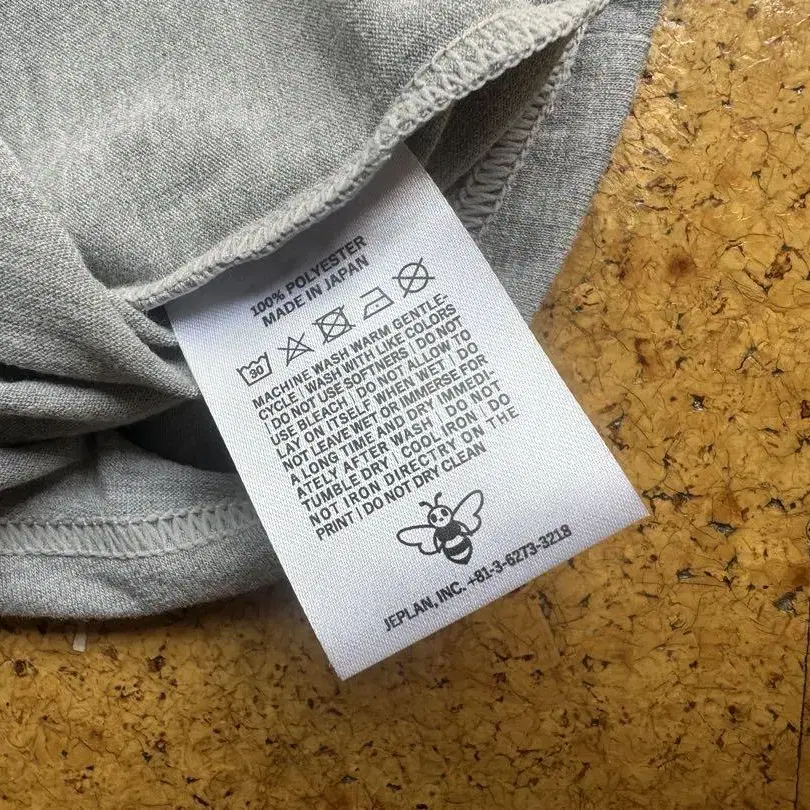 100% POLYESTER
MADE IN JAPAN
30
MACHINE WASH WARM GENTLE-
CYCLE | WASH WITH LIKE COLORS
| DO NOT USE SOFTNERS | DO NOT
USE BLEACH | DO NOT ALLOW TO
LAY ON ITSELF WHEN WET | DO
NOT LEAVE WET OR IMMERSE FOR
A LONG TIME AND DRY IMMEDI-
ATELY AFTER WASH | DO NOT
TUMBLE DRY | COOL IRON | DO
NOT IRON DIRECTRY ON THE
PRINT | DO NOT DRY CLEAN
JEPLAN, INC. +81-3-6273-3218